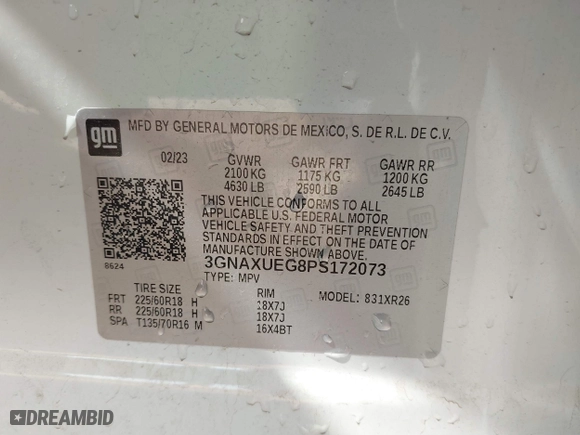 gm
MFD BY GENERAL MOTORS DE MEXICO, S. DE R.L. DE C.V.
02/23 GVWR GAWR FRT GAWR RR
2100 KG 1175 KG 1200 KG
4630 LB 2590 LB 2645 LB
THIS VEHICLE CONFORMS TO ALL
APPLICABLE U.S. FEDERAL MOTOR
VEHICLE SAFETY AND THEFT PREVENTION
STANDARDS IN EFFECT ON THE DATE OF
MANUFACTURE SHOWN ABOVE.
3GNAXUEG8PS172073
8624
TYPE: MPV
TIRE SIZE RIM MODEL: 831XR26
FRT 225/60R18 H 18X7J
RR 225/60R18 H 18X7J
SPA T135/70R16 M 16X4BT
DREAMBID